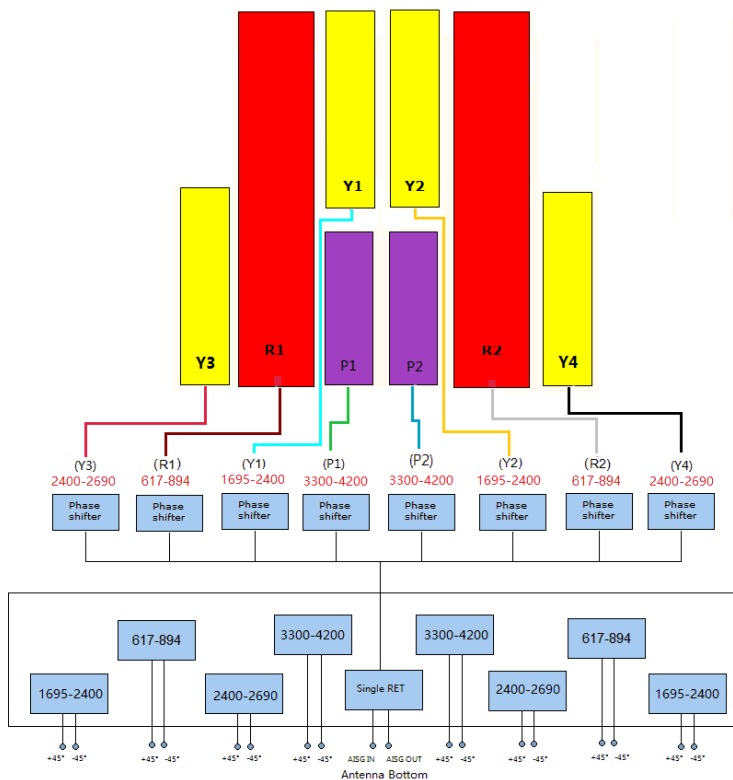 Y1 Y2
Y3 R1 P1 P2 R2 Y4
(Y3) (R1) (Y1) (P1) (P2) (Y2) (R2) (Y4)
2400-2690 617-894 1695-2400 3300-4200 3300-4200 1695-2400 617-894 2400-2690
Phase Phase Phase Phase Phase Phase Phase Phase
shifter shifter shifter shifter shifter shifter shifter shifter
617-894 3300-4200 3300-4200 617-894
1695-2400 2400-2690 Single RET 2400-2690 1695-2400
+45° -45° +45° -45° +45° -45° +45° -45° AISG IN AISG OUT +45° -45° +45° -45° +45° -45° +45° -45°
Antenna Bottom